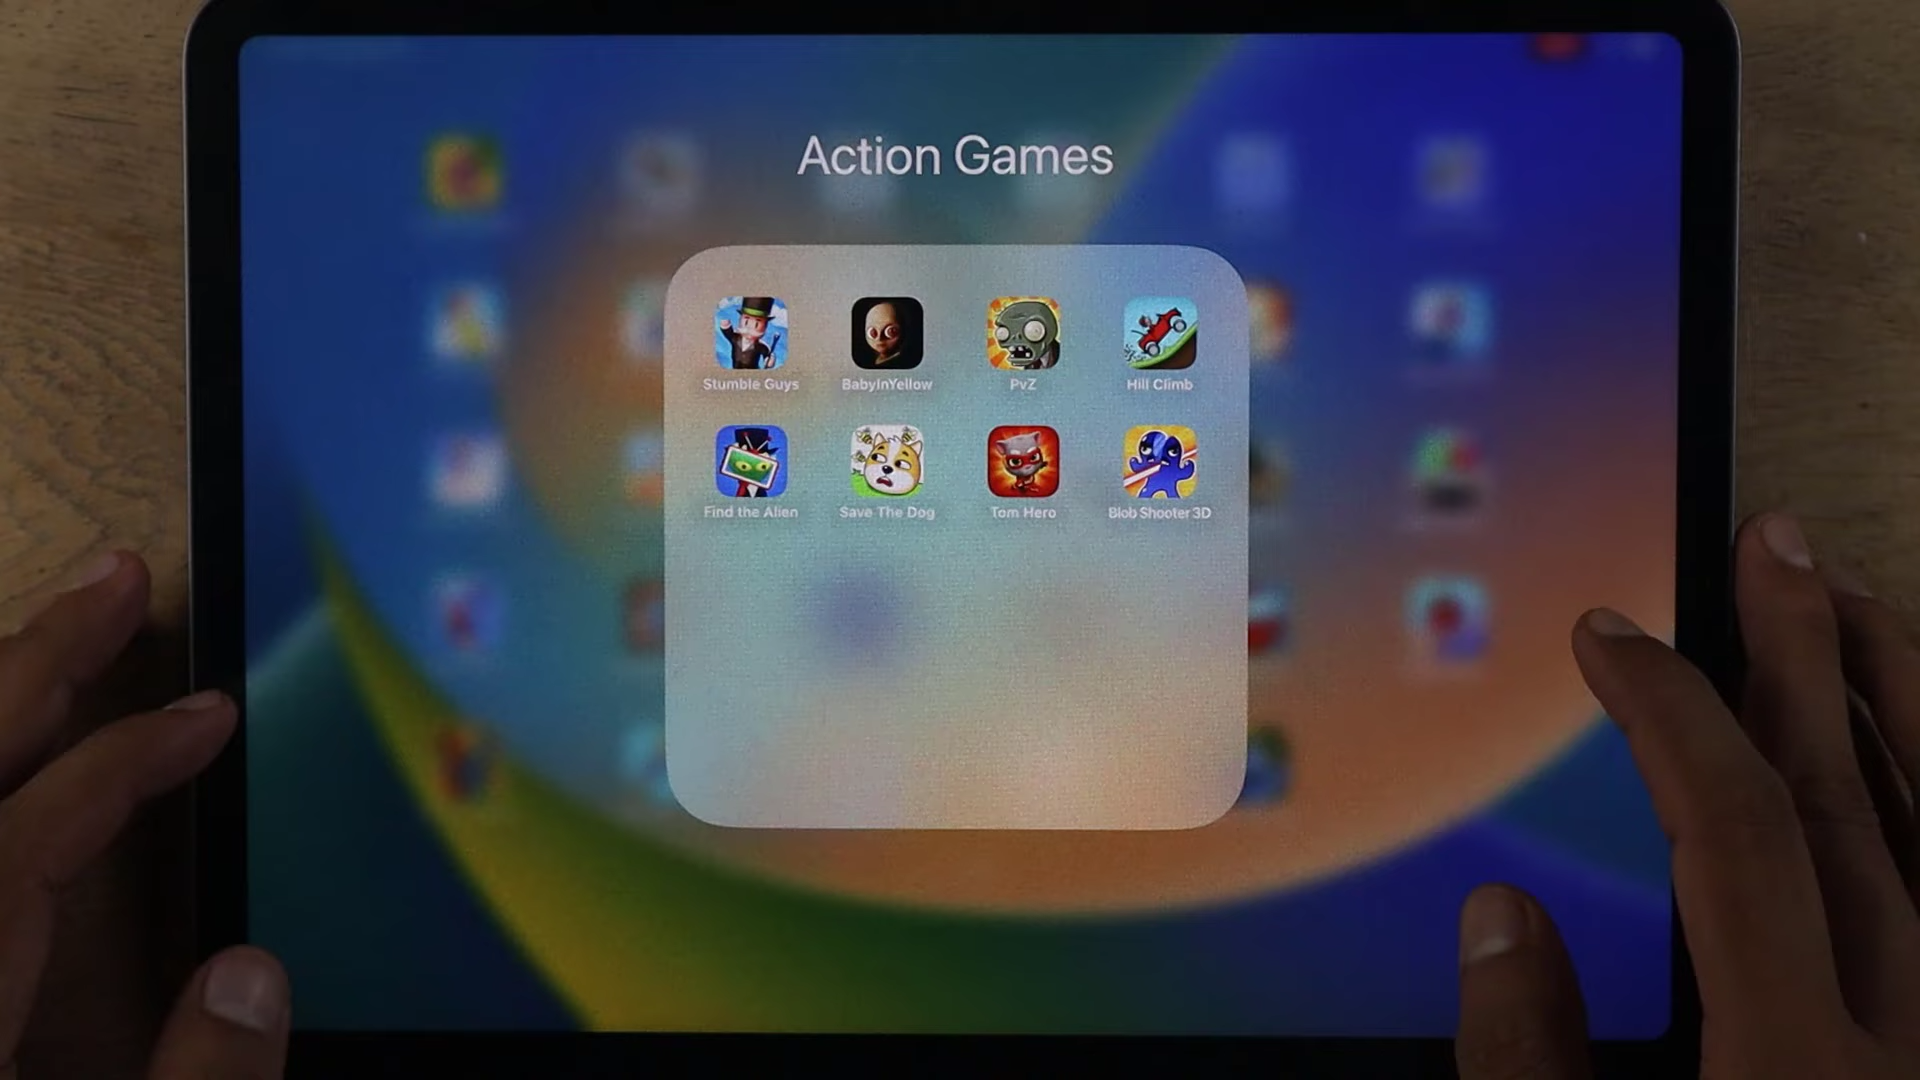 Action Games
Stumble Guys BabyInYellow PvZ Hill Climb
Find the Alien Save The Dog Tom Hero Blob Shooter 3D